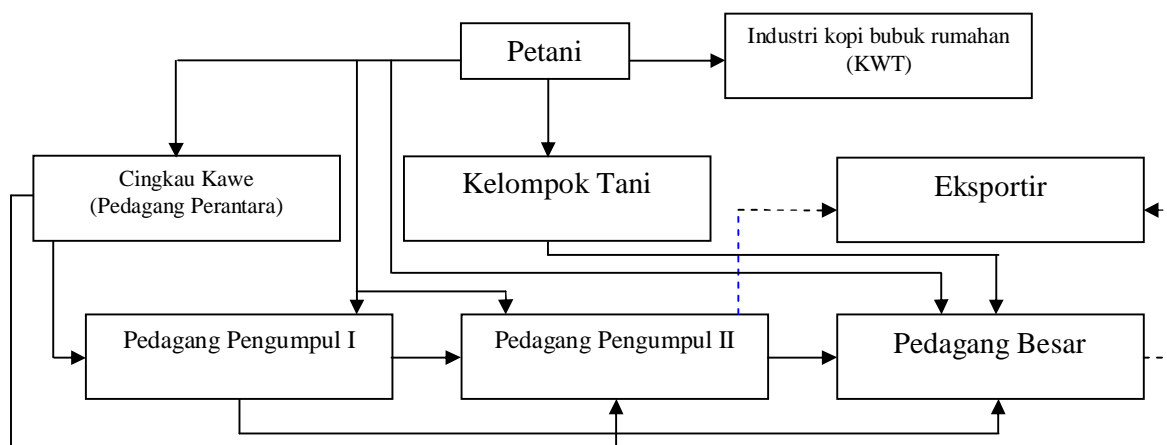 Petani
Industri kopi bubuk rumahan
(KWT)
Cingkau Kawe
(Pedagang Perantara)
Kelompok Tani
Eksportir
Pedagang Pengumpul I
Pedagang Pengumpul II
Pedagang Besar